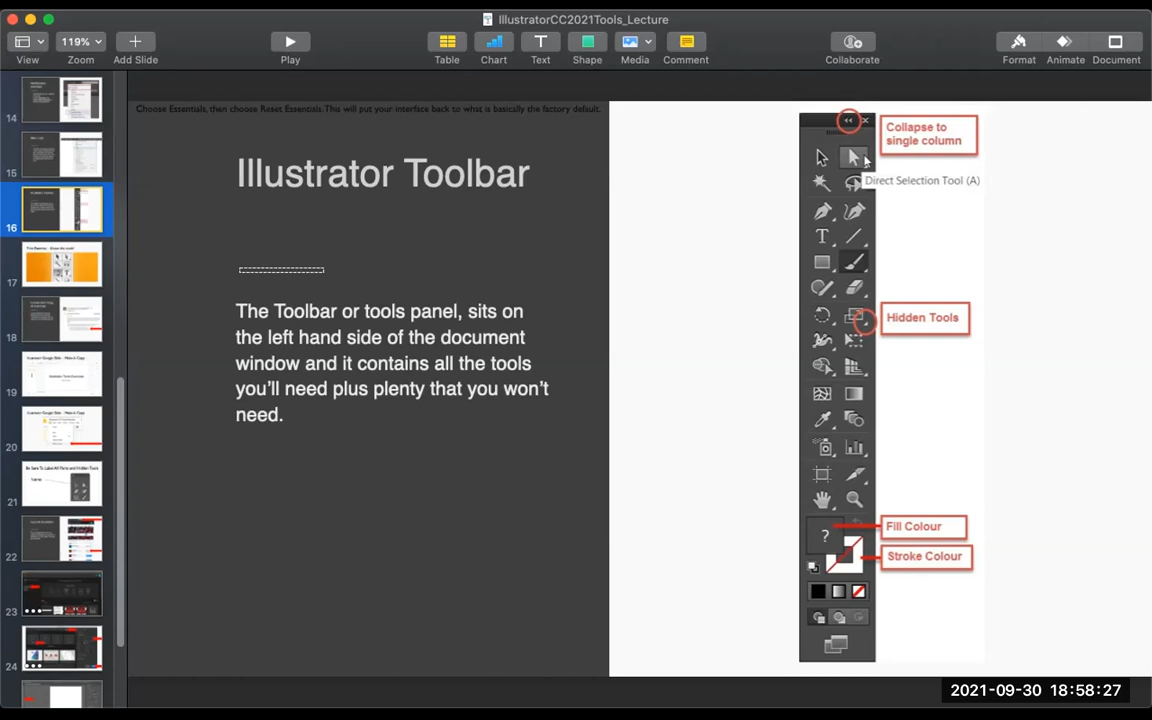 IllustratorCC2021Tools_Lecture
119%
View
Zoom
Add Slide
Play
Table
Chart
Text
Shape
Media
Comment
Collaborate
Format
Animate
Document
14
15
16
17
18
19
20
21
22
23
24
Choose Essentials, then choose Reset Essentials. This will put your interface back to what is basically the factory default.
Illustrator Toolbar
The Toolbar or tools panel, sits on
the left hand side of the document
window and it contains all the tools
you'll need plus plenty that you won't
need.
Collapse to
single column
Direct Selection Tool (A)
Hidden Tools
?
Fill Colour
Stroke Colour
2021-09-30 18:58:27